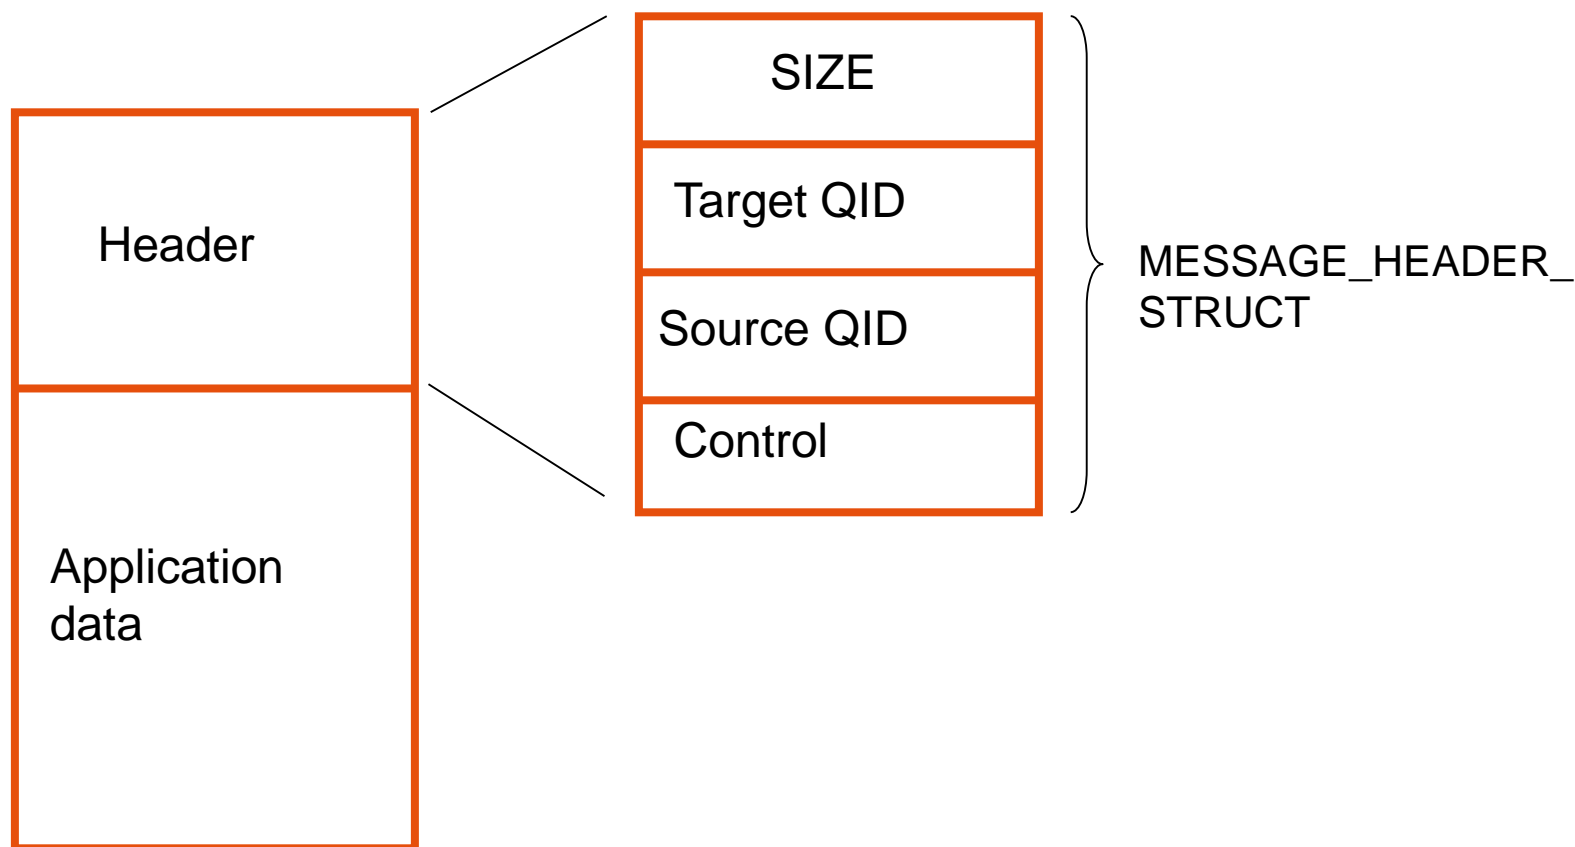 Header
Application
data
SIZE
Target QID
Source QID
Control
MESSAGE_HEADER_
STRUCT